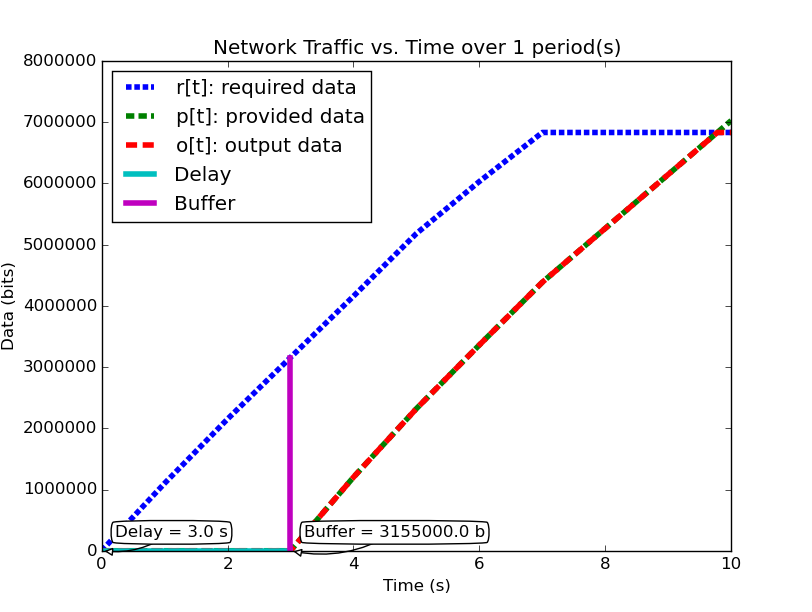 Network Traffic vs. Time over 1 period(s)
8000000
7000000
6000000
5000000
4000000
3000000
2000000
1000000
0
Data (bits)
r[t]: required data
p[t]: provided data
o[t]: output data
Delay
Buffer
Delay = 3.0 s
Buffer = 3155000.0 b
0 2 4 6 8 10
Time (s)